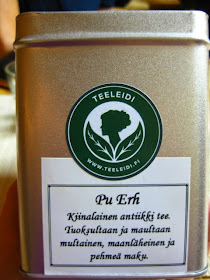 TEELEIDI
WWW.TEELEIDI.FI
Pu Erh
Kiinalainen antiikki tee.
Tuoksultaan ja maultaan
multainen, maanläheinen ja
pehmeä maku.